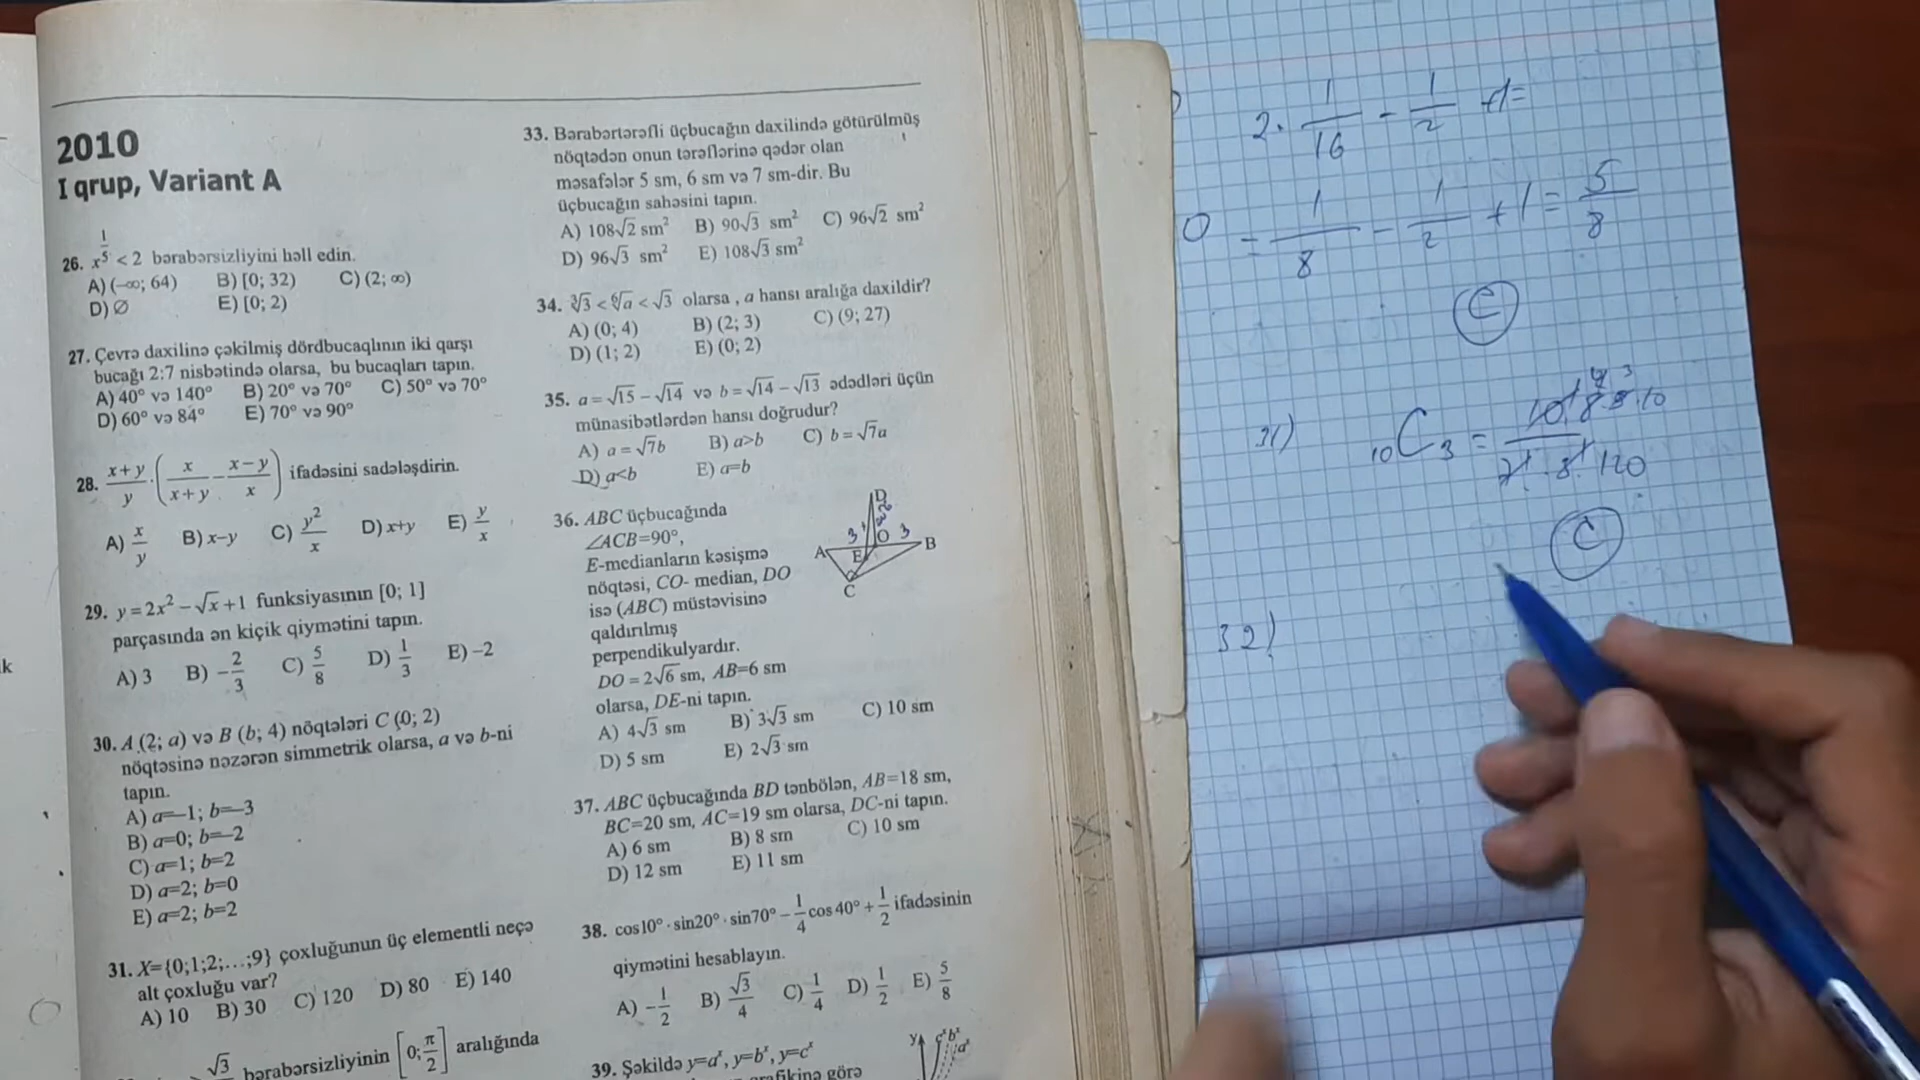 2010
I qrup, Variant A
26. x^{1/5} < 2 bərabərsizliyini həll edin.
A) (−∞; 64) B) [0; 32) C) (2; ∞)
D) ∅ E) [0; 2)
27. Çevrə daxilinə çəkilmiş dördbucaqlının iki qarşı
bucağı 2:7 nisbətində olarsa, bu bucaqları tapın.
A) 40° və 140° B) 20° və 70° C) 50° və 70°
D) 60° və 84° E) 70° və 90°
28. (x+y)/y · (x/(x+y) − (x−y)/x) ifadəsini sadələşdirin.
A) x/y B) x−y C) y²/x D) x+y E) y/x
29. y = 2x² − √x + 1 funksiyasının [0; 1]
parçasında ən kiçik qiymətini tapın.
A) 3 B) −2/3 C) 5/8 D) 1/3 E) −2
30. A (2; a) və B (b; 4) nöqtələri C (0; 2)
nöqtəsinə nəzərən simmetrik olarsa, a və b-ni
tapın.
A) a=−1; b=−3
B) a=0; b=−2
C) a=1; b=2
D) a=2; b=0
E) a=2; b=2
31. X={0;1;2;…;9} çoxluğunun üç elementli neçə
alt çoxluğu var?
A) 10 B) 30 C) 120 D) 80 E) 140
√3 bərabərsizliyinin [0; π/2] aralığında
33. Bərabərtərəfli üçbucağın daxilində götürülmüş
nöqtədən onun tərəflərinə qədər olan
məsafələr 5 sm, 6 sm və 7 sm-dir. Bu
üçbucağın sahəsini tapın.
A) 108√2 sm² B) 90√3 sm² C) 96√2 sm²
D) 96√3 sm² E) 108√3 sm²
34. ∛3 < ⁶√a < √3 olarsa , a hansı aralığa daxildir?
A) (0; 4) B) (2; 3) C) (9; 27)
D) (1; 2) E) (0; 2)
35. a = √15 − √14 və b = √14 − √13 ədədləri üçün
münasibətlərdən hansı doğrudur?
A) a = √7b B) a>b C) b = √7a
D) a<b E) a=b
36. ABC üçbucağında
∠ACB=90°,
E-medianların kəsişmə
nöqtəsi, CO- median, DO
isə (ABC) müstəvisinə
qaldırılmış
perpendikulyardır.
DO = 2√6 sm, AB=6 sm
olarsa, DE-ni tapın.
A) 4√3 sm B) 3√3 sm C) 10 sm
D) 5 sm E) 2√3 sm
D
3 O 3
A E B
C
37. ABC üçbucağında BD tənbölən, AB=18 sm,
BC=20 sm, AC=19 sm olarsa, DC-ni tapın.
A) 6 sm B) 8 sm C) 10 sm
D) 12 sm E) 11 sm
38. cos10° · sin20° · sin70° − 1/4 cos 40° + 1/2 ifadəsinin
qiymətini hesablayın.
A) −1/2 B) √3/4 C) 1/4 D) 1/2 E) 5/8
39. Şəkildə y=aˣ, y=bˣ, y=cˣ
y cˣ bˣ
aˣ
2 · 1/16 − 1/2 + 1 =
0 = 1/8 − 1/2 + 1 = 5/8
C
31) ₁₀C₃ = 120
C
32)